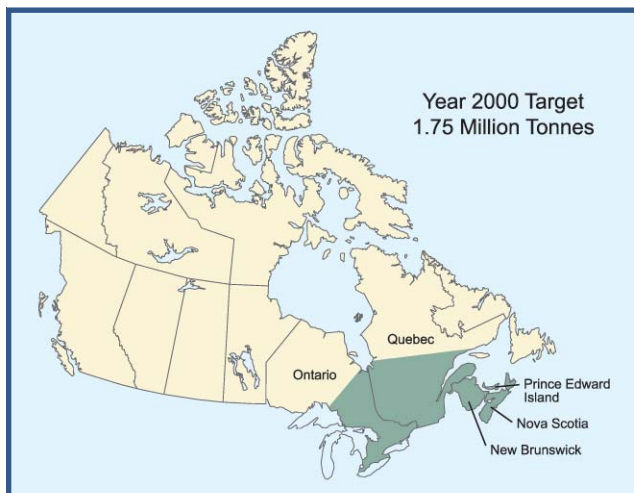 Year 2000 Target
1.75 Million Tonnes
Quebec
Ontario
Prince Edward
Island
Nova Scotia
New Brunswick